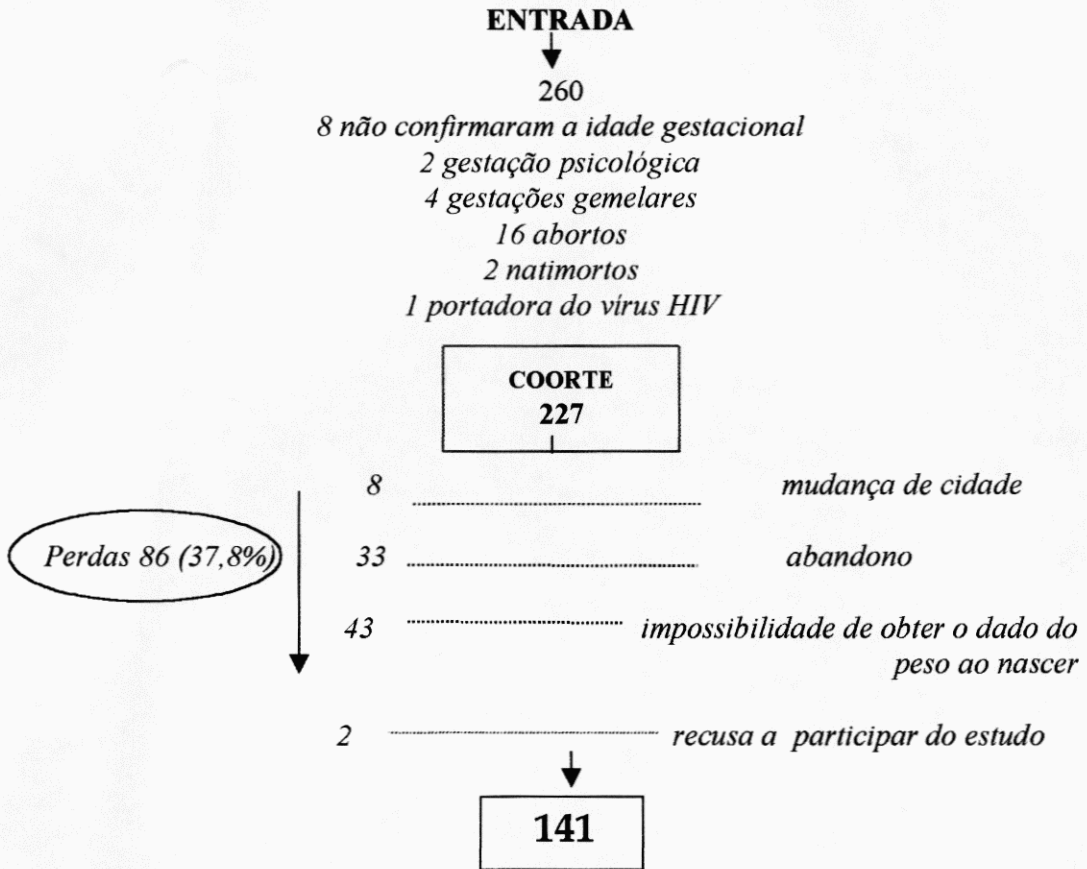 ENTRADA
260
8 não confirmaram a idade gestacional
2 gestação psicológica
4 gestações gemelares
16 abortos
2 natimortos
1 portadora do vírus HIV
COORTE
227
8 ........ mudança de cidade
Perdas 86 (37,8%)
33 ........ abandono
43 ........ impossibilidade de obter o dado do
peso ao nascer
2 ........ recusa a participar do estudo
141